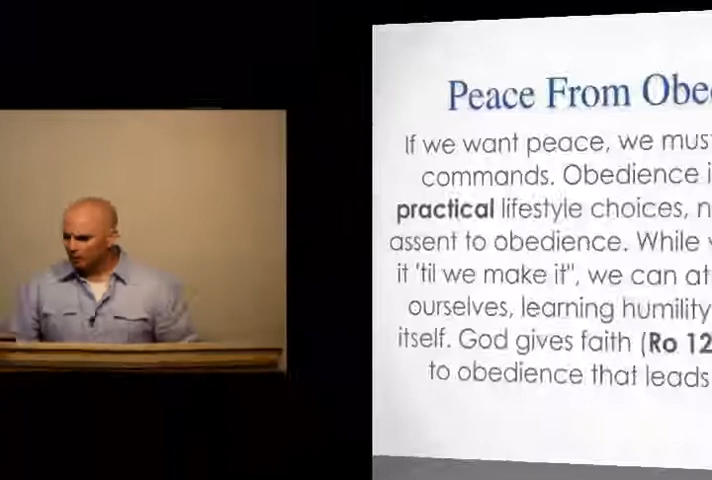 Peace From Obe
If we want peace, we mus
commands. Obedience i
practical lifestyle choices, n
assent to obedience. While
it 'til we make it", we can at
ourselves, learning humility
itself. God gives faith (Ro 12
to obedience that leads